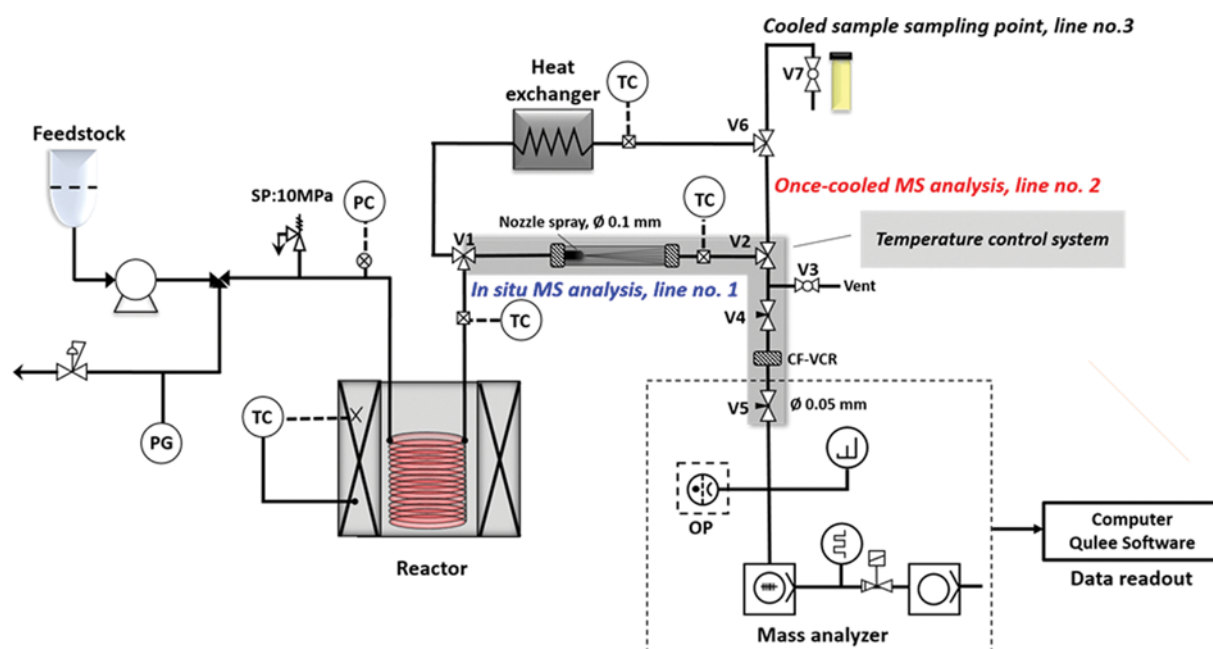 Cooled sample sampling point, line no.3
V7
Heat
exchanger
TC
V6
Feedstock
SP:10MPa
PC
Once-cooled MS analysis, line no. 2
TC
Nozzle spray, Ø 0.1 mm
V1
V2
Temperature control system
V3
Vent
In situ MS analysis, line no. 1
TC
V4
CF-VCR
V5
Ø 0.05 mm
TC
PG
OP
Reactor
Computer
Qulee Software
Data readout
Mass analyzer